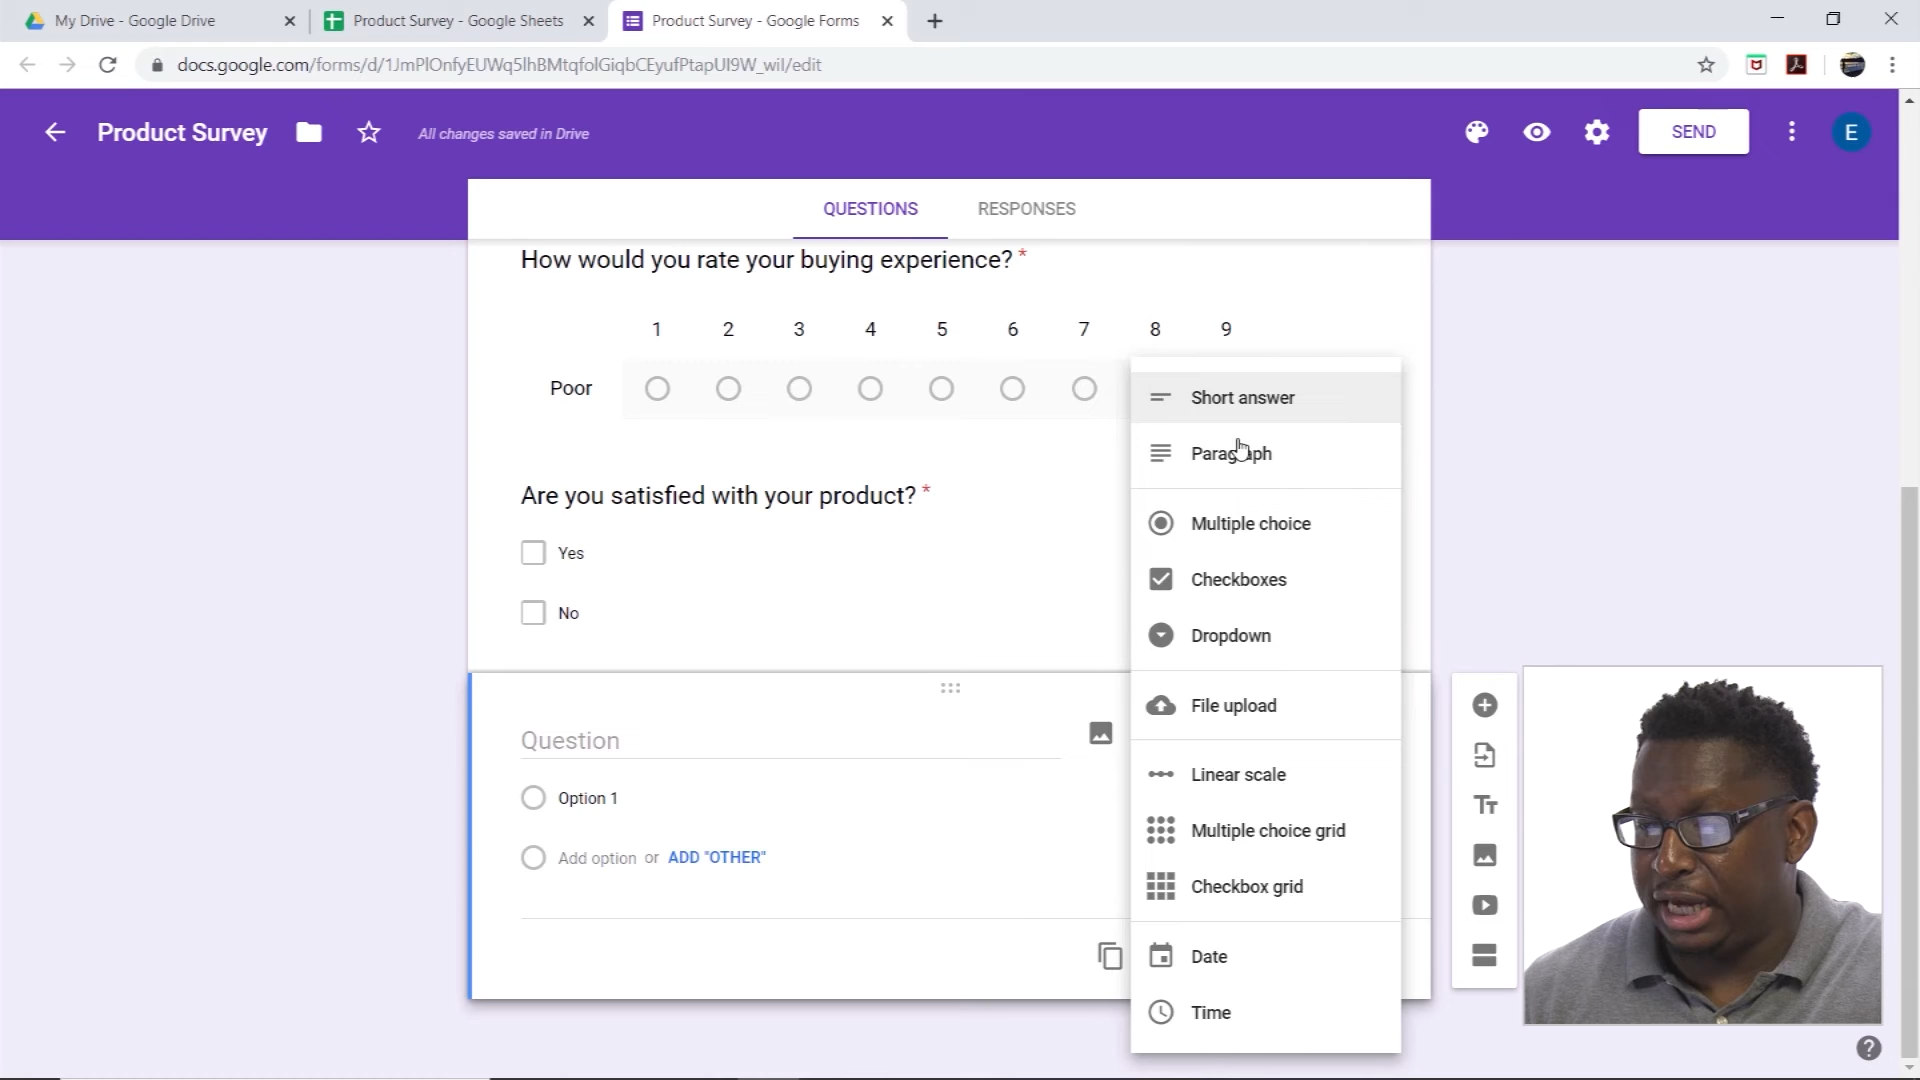 My Drive - Google Drive
Product Survey - Google Sheets
Product Survey - Google Forms
docs.google.com/forms/d/1JmPlOnfyEUWq5lhBMtqfolGiqbCEyufPtapUI9W_wiI/edit
Product Survey
All changes saved in Drive
SEND
E
QUESTIONS
RESPONSES
How would you rate your buying experience? *
1 2 3 4 5 6 7 8 9
Poor
Are you satisfied with your product? *
Yes
No
Question
Option 1
Add option or ADD "OTHER"
Short answer
Paragraph
Multiple choice
Checkboxes
Dropdown
File upload
Linear scale
Multiple choice grid
Checkbox grid
Date
Time
Tт